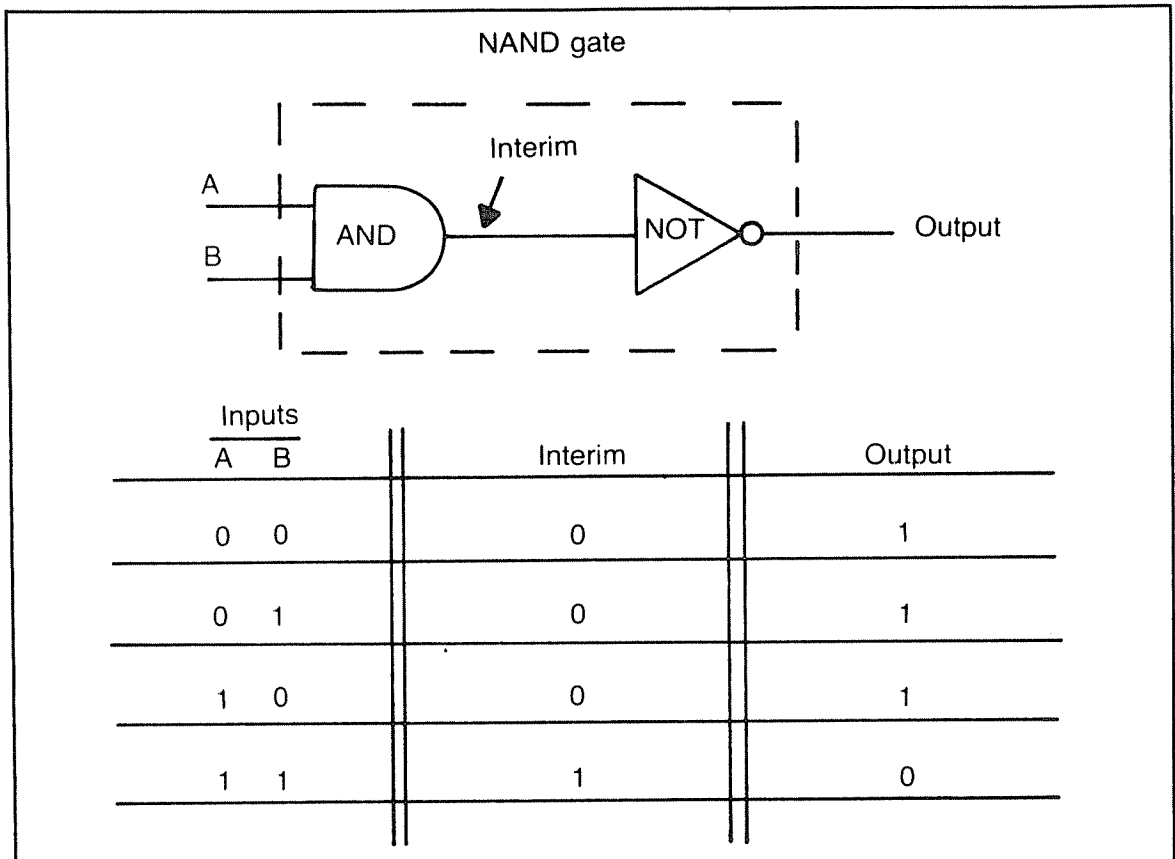 NAND gate
Interim
A
AND
NOT
Output
B
Inputs
A B Interim Output
0 0 0 1
0 1 0 1
1 0 0 1
1 1 1 0